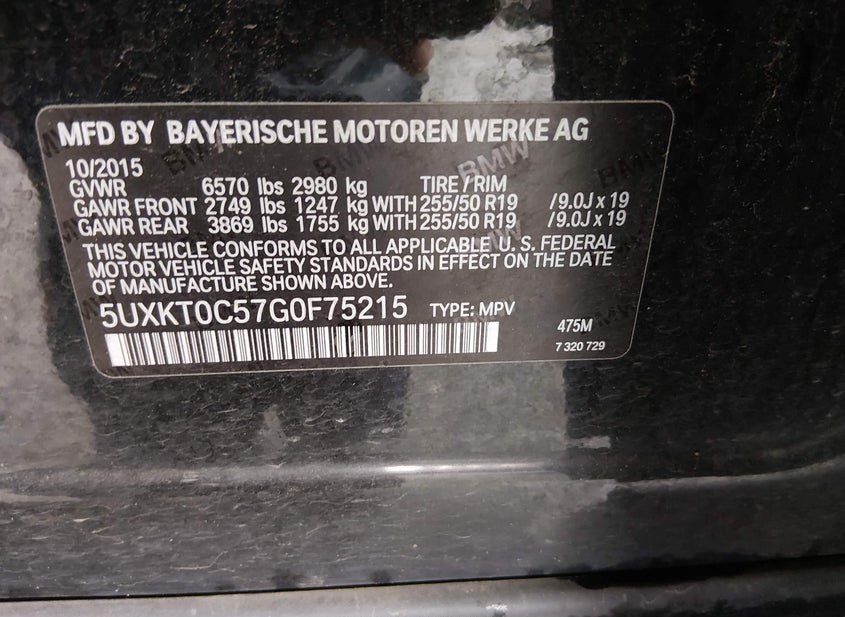 MFD BY BAYERISCHE MOTOREN WERKE AG
10/2015
GVWR 6570 lbs 2980 kg TIRE / RIM
GAWR FRONT 2749 lbs 1247 kg WITH 255/50 R19 /9.0J x 19
GAWR REAR 3869 lbs 1755 kg WITH 255/50 R19 /9.0J x 19
THIS VEHICLE CONFORMS TO ALL APPLICABLE U. S. FEDERAL
MOTOR VEHICLE SAFETY STANDARDS IN EFFECT ON THE DATE
OF MANUFACTURE SHOWN ABOVE.
5UXKT0C57G0F75215 TYPE: MPV
475M
7 320 729